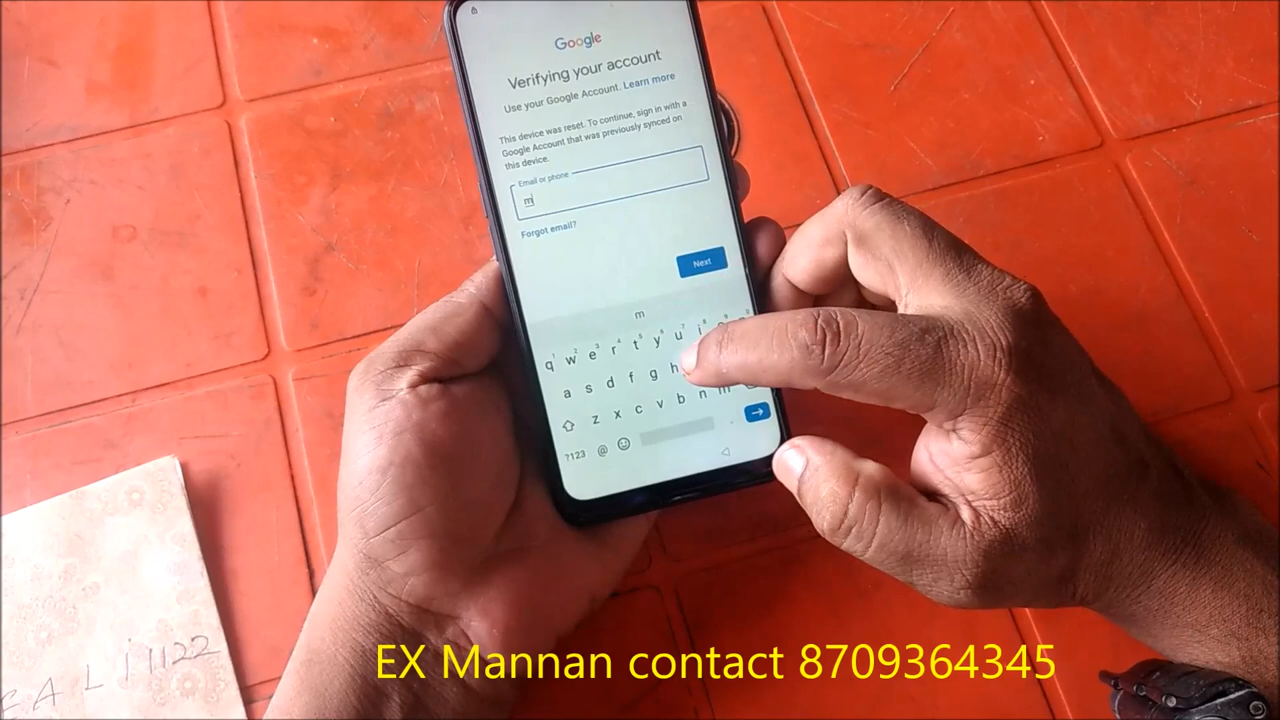 Google
Verifying your account
Use your Google Account. Learn more
This device was reset. To continue, sign in with a
Google Account that was previously synced on
this device.
Email or phone
m
Forgot email?
Next
m
q w e r t y u i
a s d f g h
z x c v b n m
?123 @
EX Mannan contact 8709364345
ALI1122